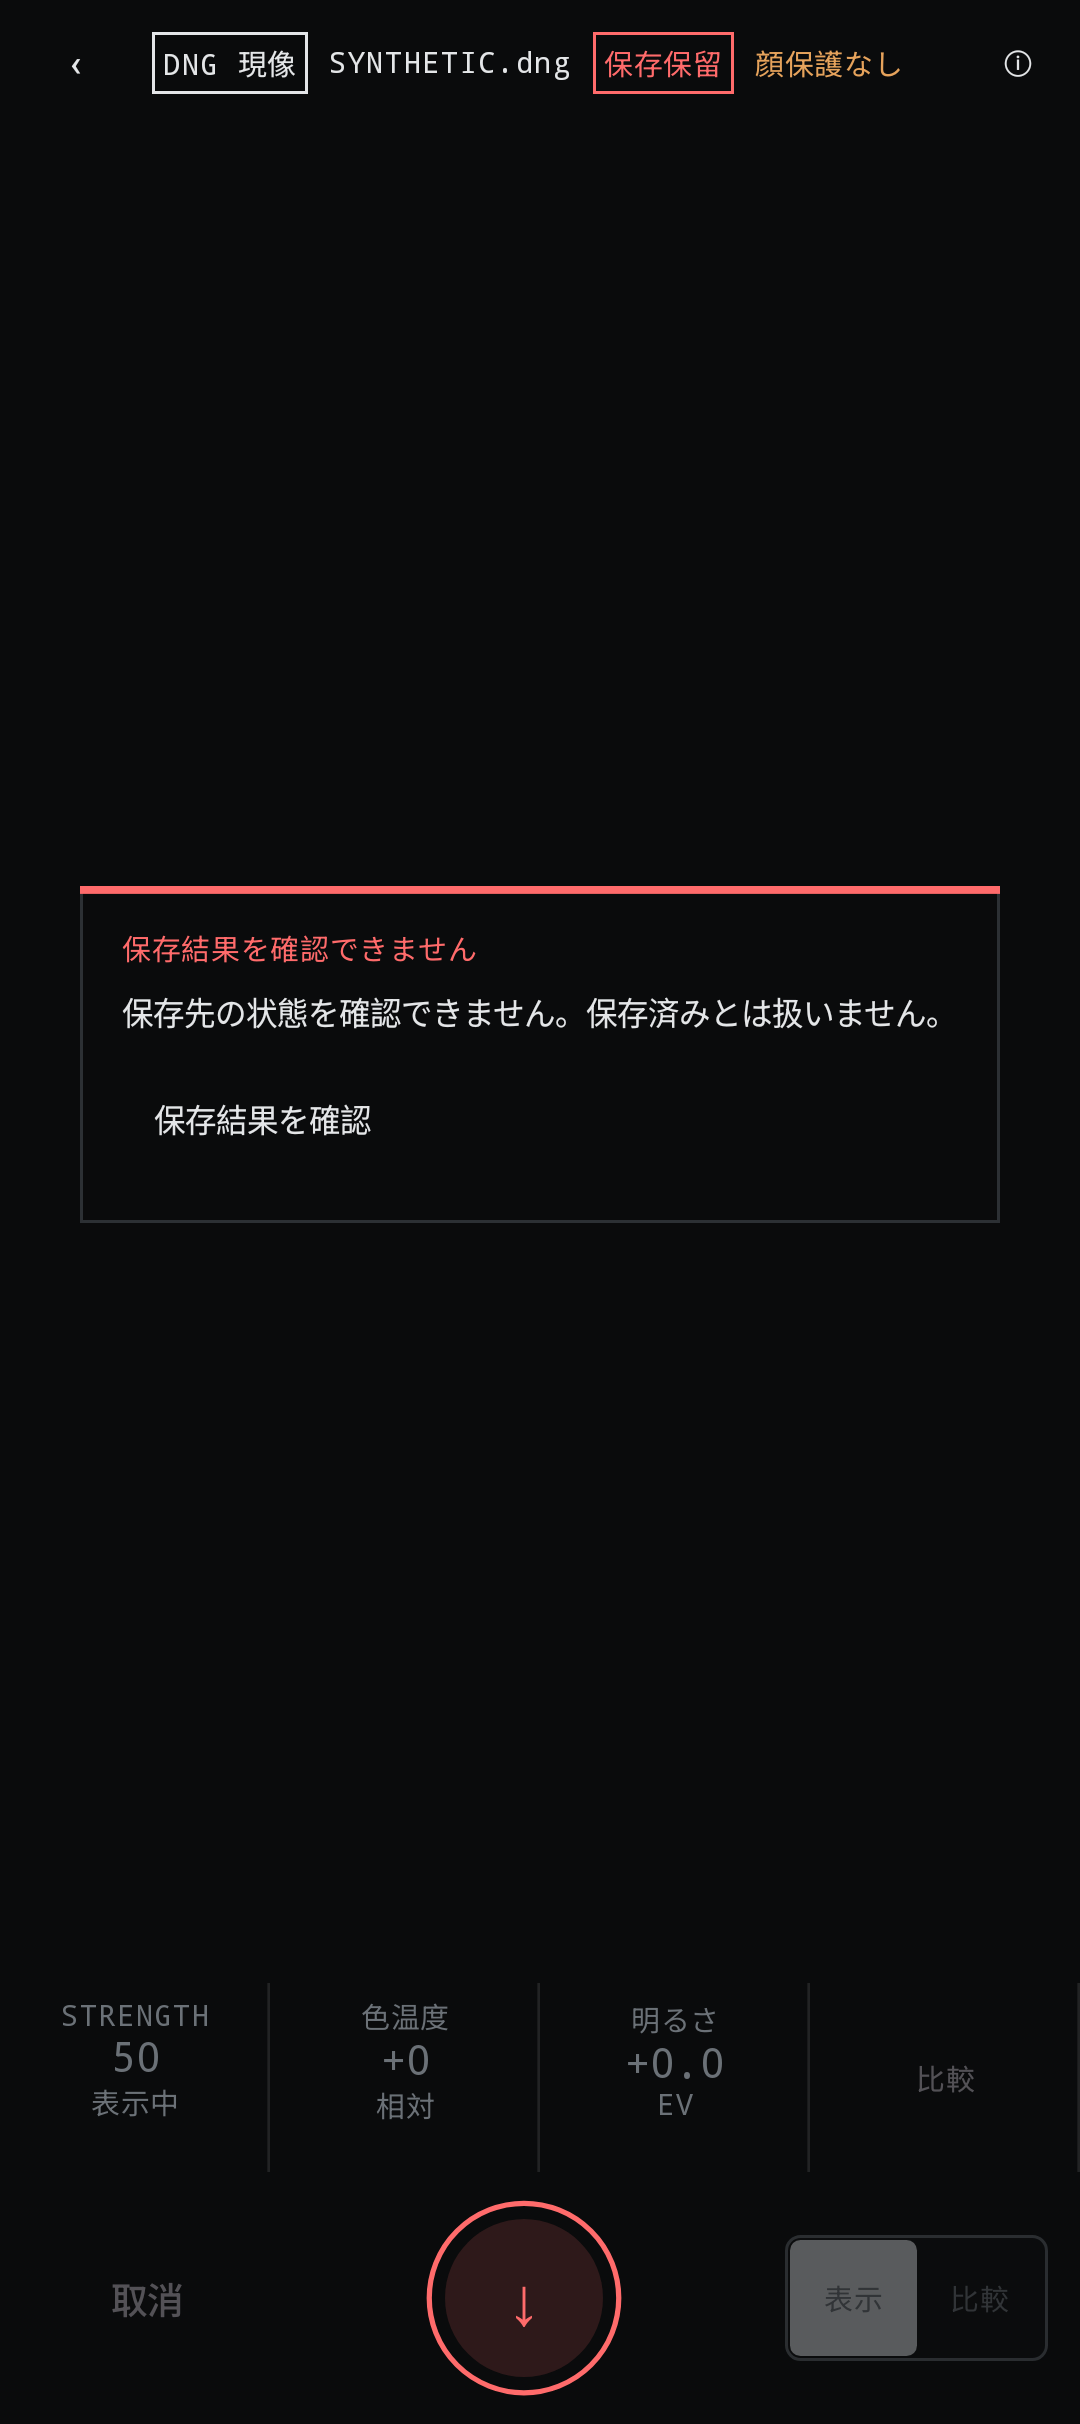 ‹ DNG 現像 SYNTHETIC.dng 保存保留 顔保護なし ⓘ
保存結果を確認できません
保存先の状態を確認できません。保存済みとは扱いません。
保存結果を確認
STRENGTH
50
表示中
色温度
+0
相対
明るさ
+0.0
EV
比較
取消
↓
表示 比較